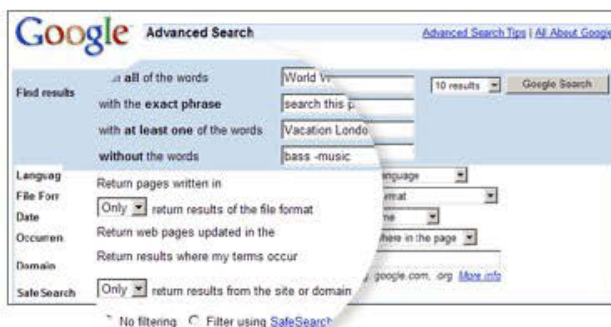 Google Advanced Search Advanced Search Tips | All About Google
Find results all of the words World W 10 results Google Search
with the exact phrase search this p
with at least one of the words Vacation Londo
without the words bass -music
Languag Return pages written in nguage
File Forr Only return results of the file format rmat
Date Return web pages updated in the me
Occurren Return results where my terms occur here in the page
Domain Only return results from the site or domain google.com, .org More info
SafeSearch No filtering Filter using SafeSearch